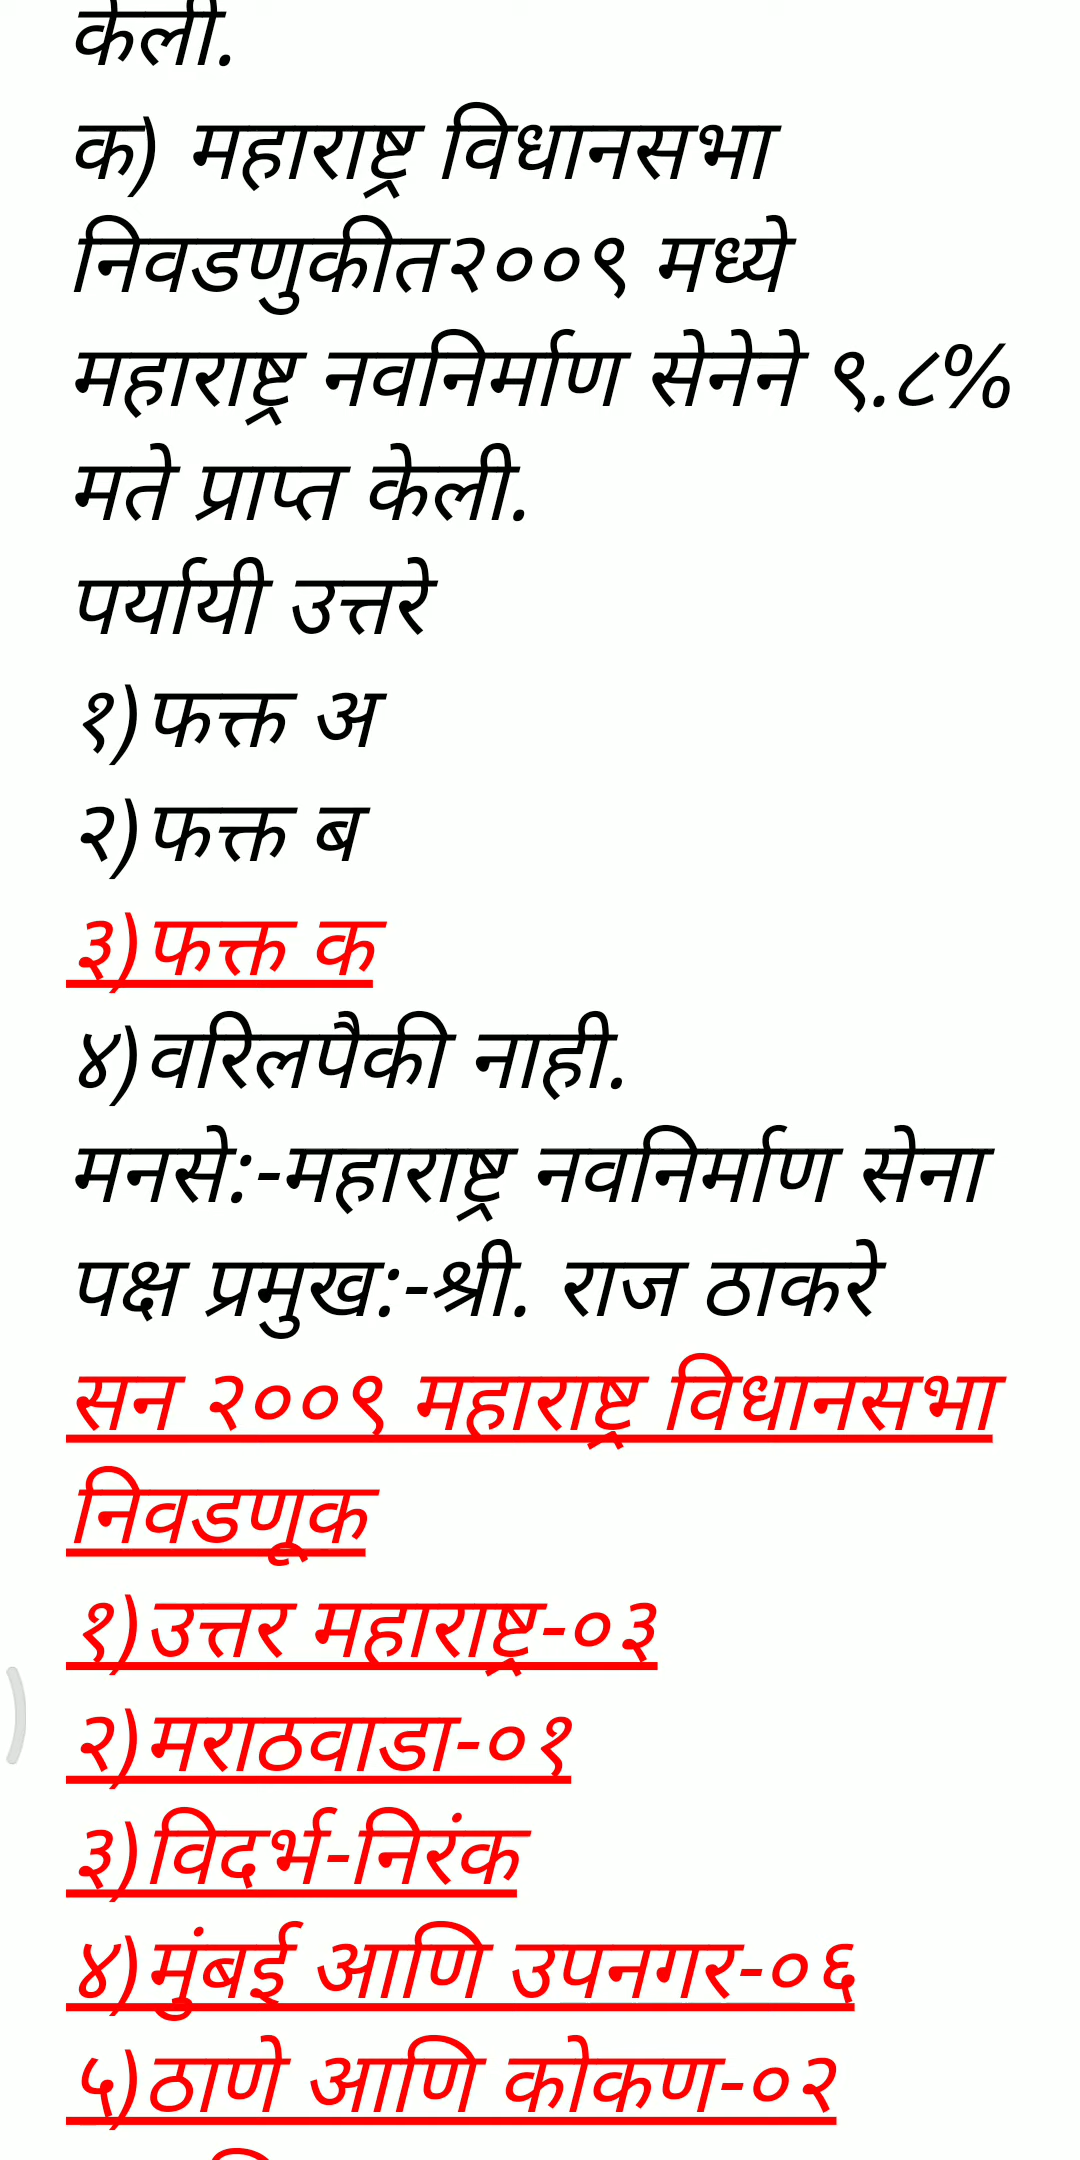 केली.
क) महाराष्ट्र विधानसभा
निवडणुकीत२००९ मध्ये
महाराष्ट्र नवनिर्माण सेनेने ९.८%
मते प्राप्त केली.
पर्यायी उत्तरे
१)फक्त अ
२)फक्त ब
३)फक्त क
४)वरिलपैकी नाही.
मनसे:-महाराष्ट्र नवनिर्माण सेना
पक्ष प्रमुख:-श्री. राज ठाकरे
सन २००९ महाराष्ट्र विधानसभा
निवडणूक
१)उत्तर महाराष्ट्र-०३
२)मराठवाडा-०१
३)विदर्भ-निरंक
४)मुंबई आणि उपनगर-०६
५)ठाणे आणि कोकण-०२